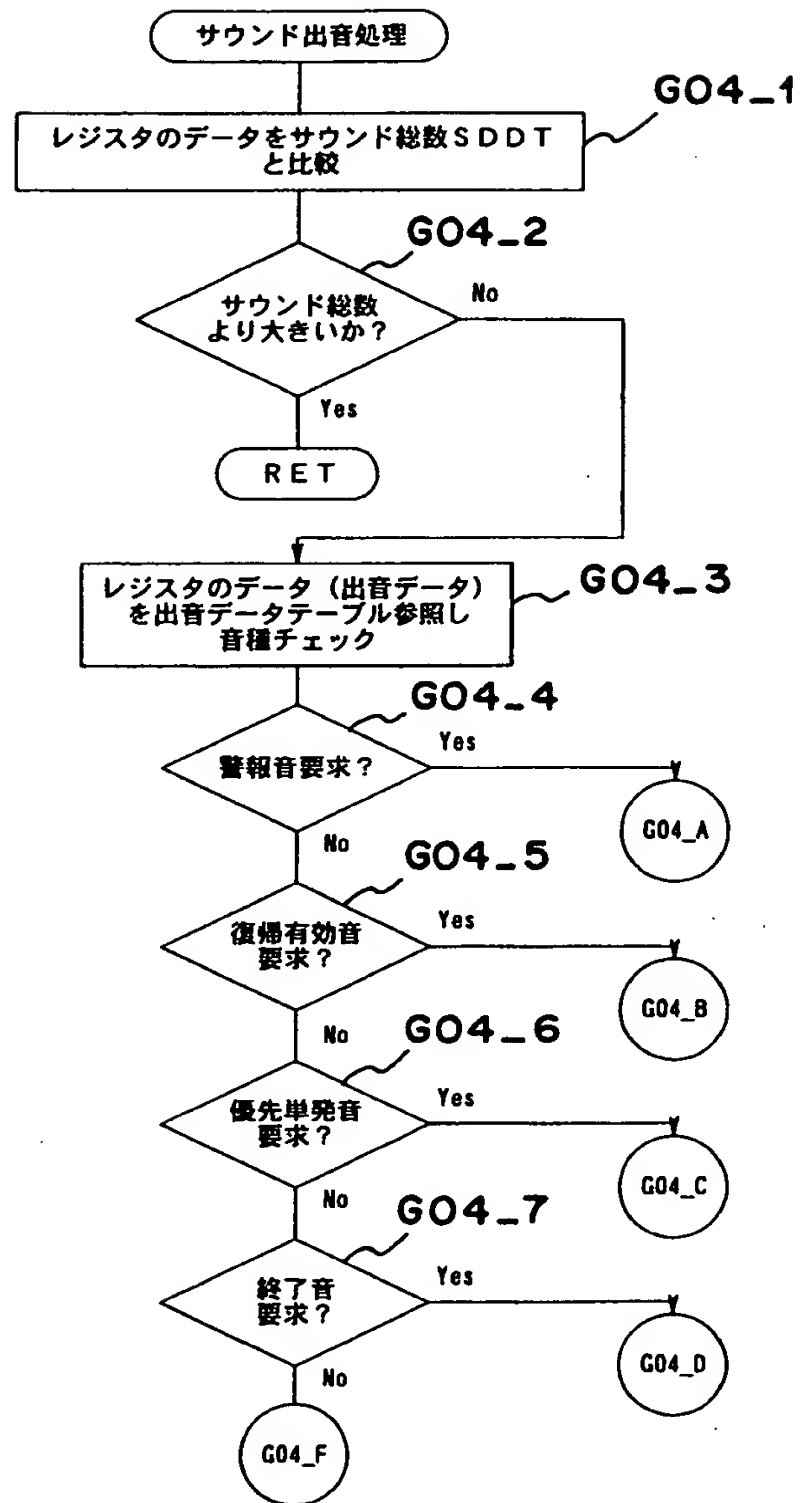 サウンド出音処理
G04_1
レジスタのデータをサウンド総数SDDT
と比較
G04_2
サウンド総数
より大きいか?
No
Yes
RET
レジスタのデータ(出音データ)
を出音データテーブル参照し
音種チェック
G04_3
G04_4
警報音要求?
Yes
G04_A
No
G04_5
復帰有効音
要求?
Yes
G04_B
No
G04_6
優先単発音
要求?
Yes
G04_C
No
G04_7
終了音
要求?
Yes
G04_D
No
G04_F